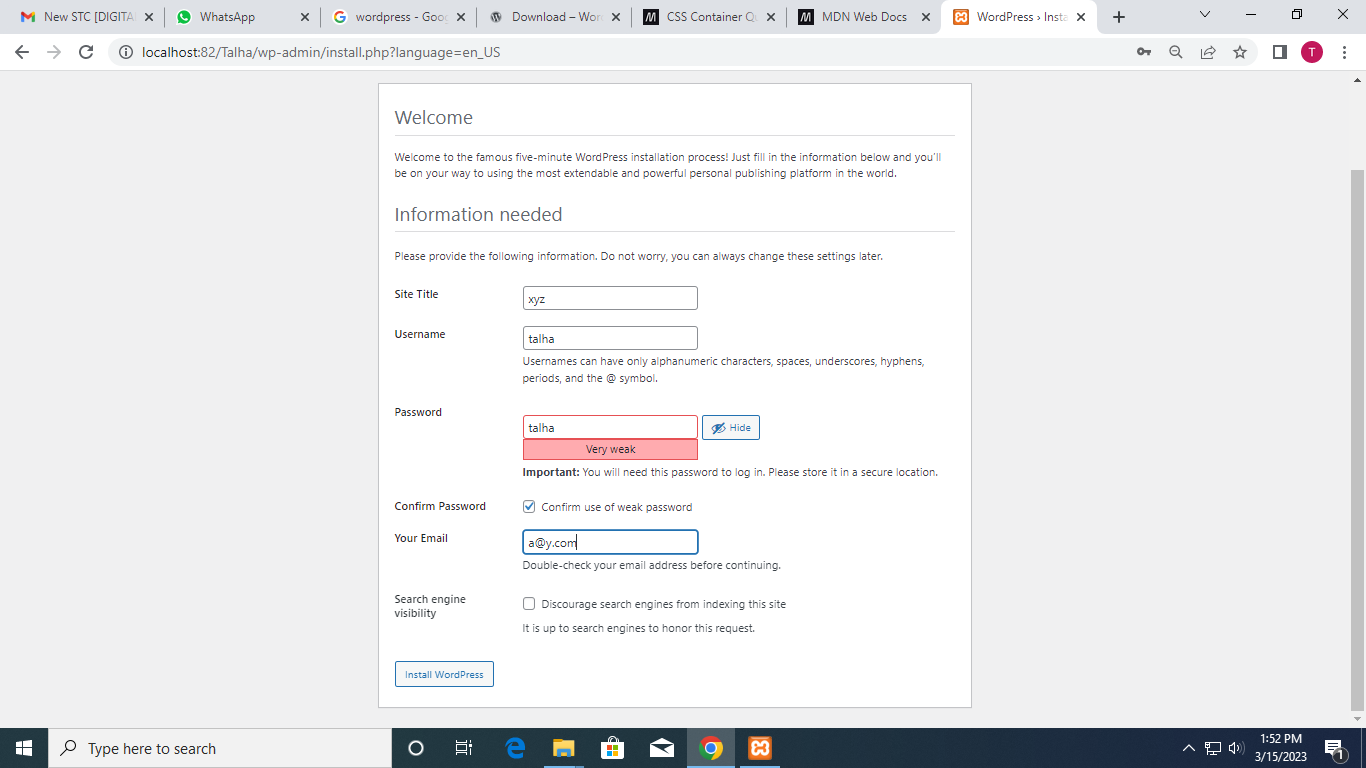 New STC [DIGITA
WhatsApp
wordpress - Goog
Download – Wor
CSS Container Qu
MDN Web Docs
WordPress › Insta
localhost:82/Talha/wp-admin/install.php?language=en_US
T
Welcome
Welcome to the famous five-minute WordPress installation process! Just fill in the information below and you'll
be on your way to using the most extendable and powerful personal publishing platform in the world.
Information needed
Please provide the following information. Do not worry, you can always change these settings later.
Site Title
xyz
Username
talha
Usernames can have only alphanumeric characters, spaces, underscores, hyphens,
periods, and the @ symbol.
Password
talha
Hide
Very weak
Important: You will need this password to log in. Please store it in a secure location.
Confirm Password
Confirm use of weak password
Your Email
a@y.com
Double-check your email address before continuing.
Search engine
visibility
Discourage search engines from indexing this site
It is up to search engines to honor this request.
Install WordPress
Type here to search
1:52 PM
3/15/2023
1